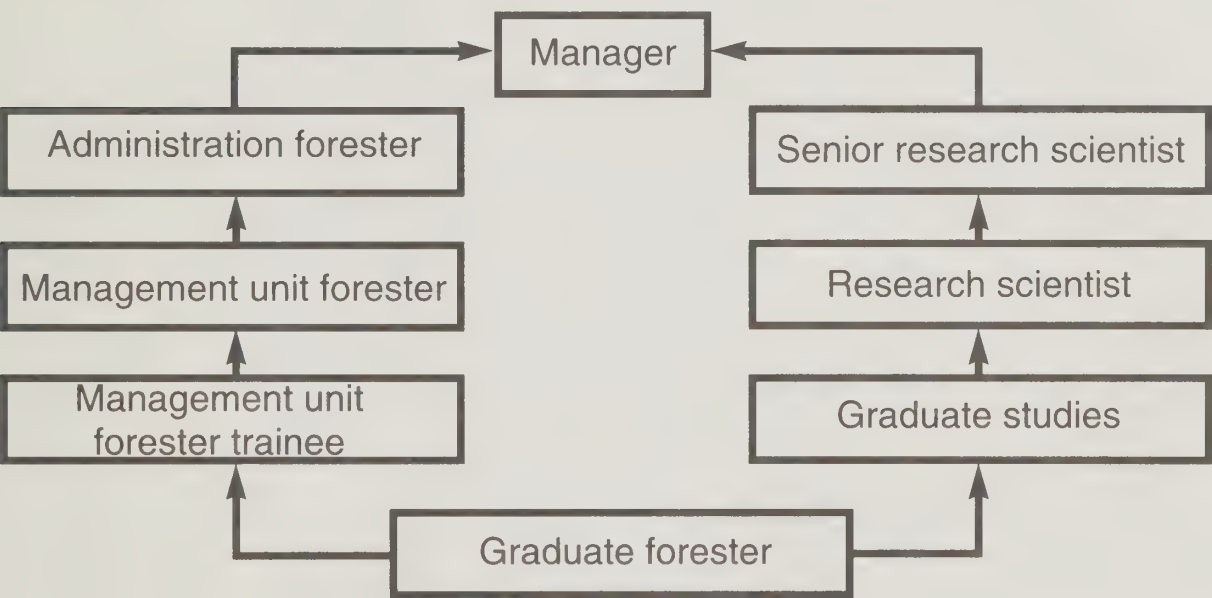 Manager
Administration forester
Senior research scientist
Management unit forester
Research scientist
Management unit
forester trainee
Graduate studies
Graduate forester